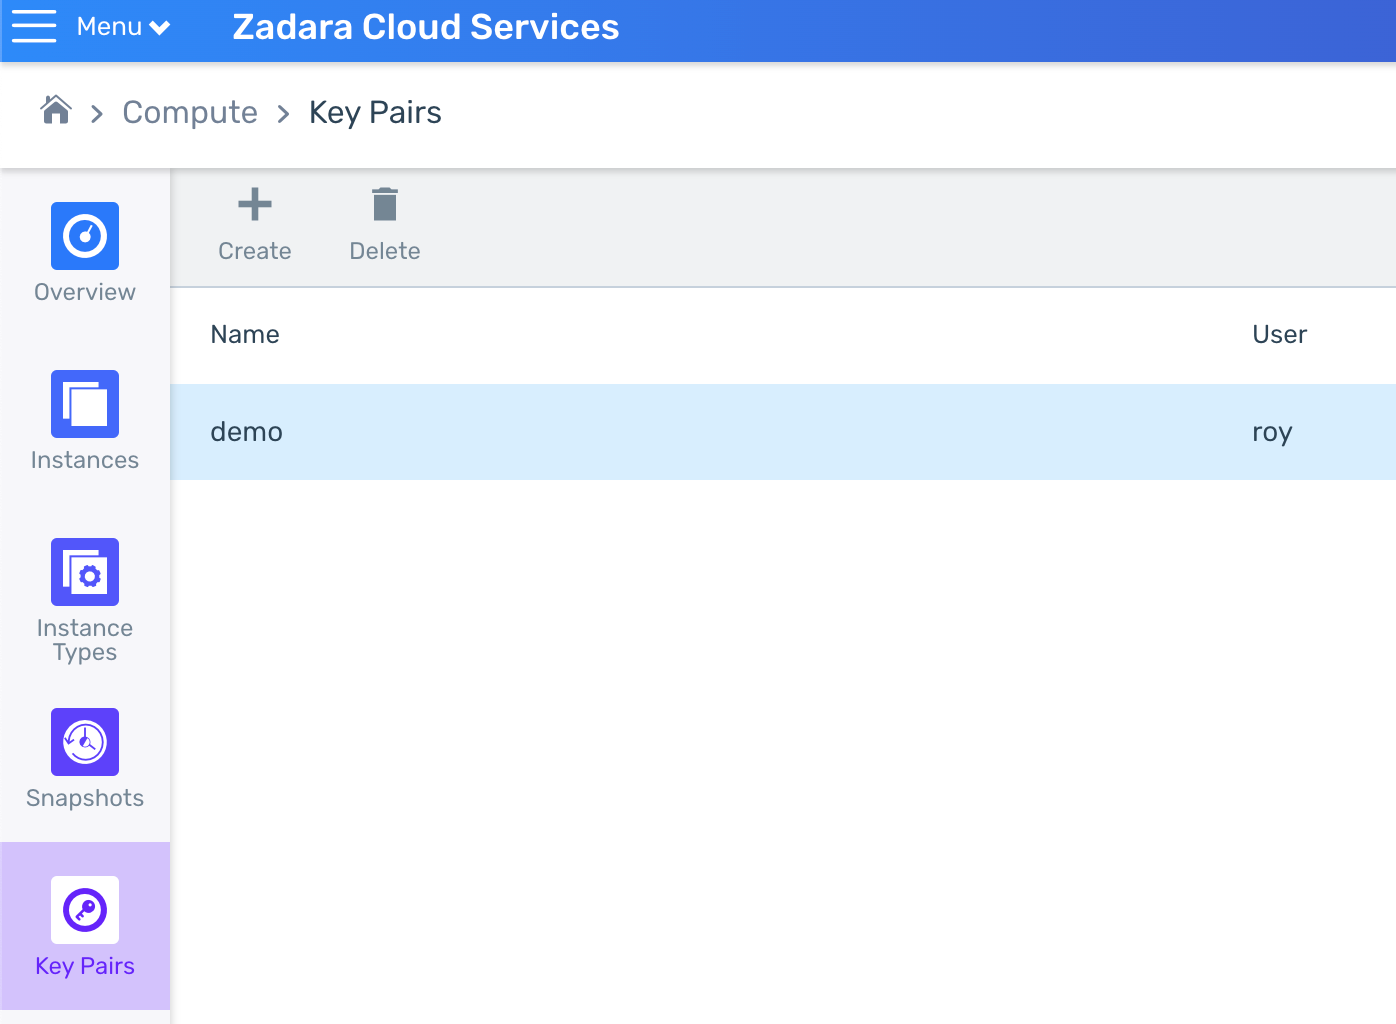 Menu
Zadara Cloud Services
Compute
Key Pairs
Overview
Instances
Instance
Types
Snapshots
Key Pairs
Create
Delete
Name
User
demo
roy